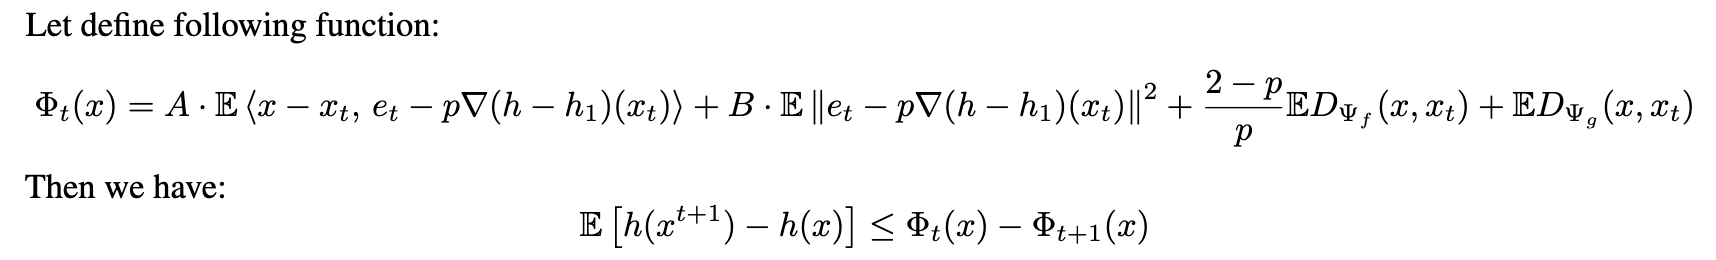 Let define following function:
Φ_t(x) = A · 𝔼 ⟨x − x_t, e_t − p∇(h − h_1)(x_t)⟩ + B · 𝔼 ‖e_t − p∇(h − h_1)(x_t)‖² + \frac{2 − p}{p} 𝔼D_{Ψ_f}(x, x_t) + 𝔼D_{Ψ_g}(x, x_t)
Then we have:
𝔼 [h(x^{t+1}) − h(x)] ≤ Φ_t(x) − Φ_{t+1}(x)